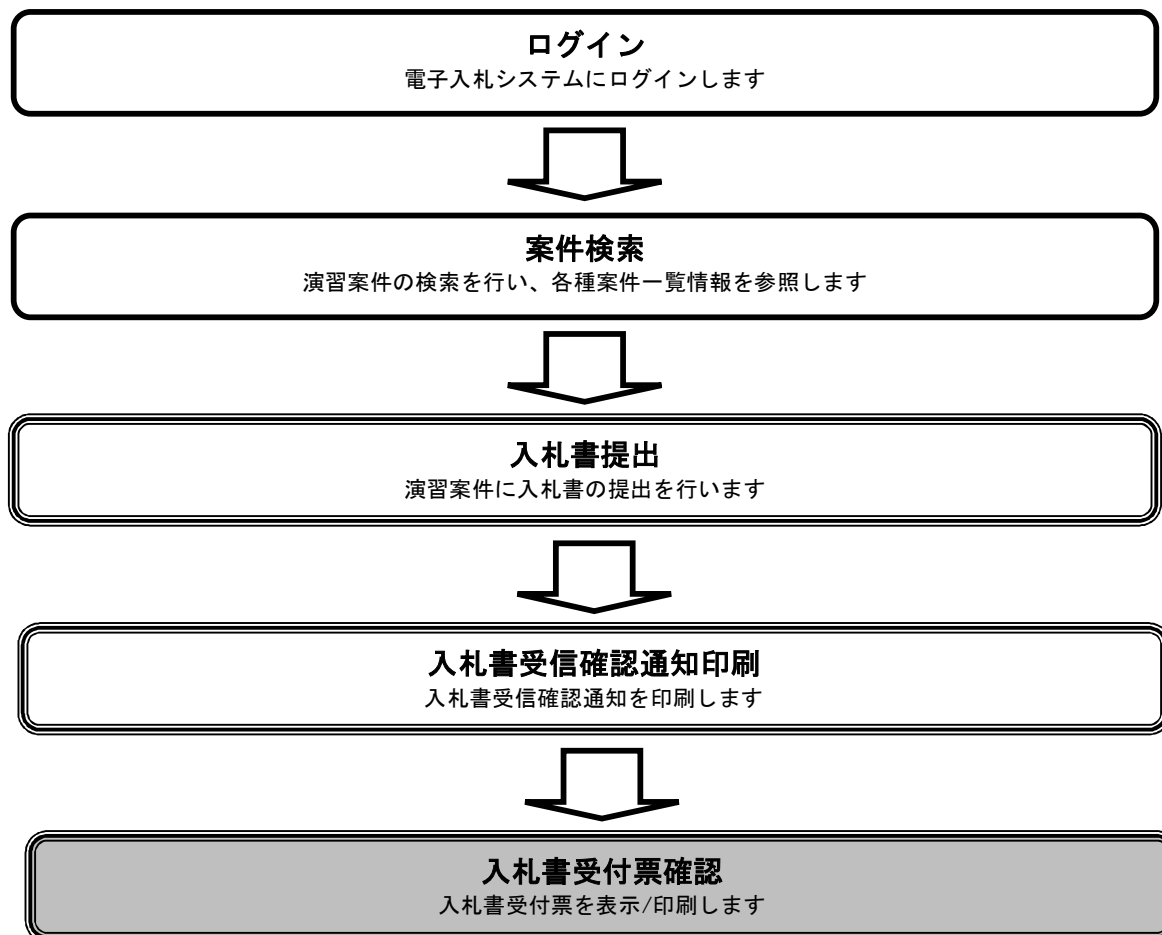 ログイン
電子入札システムにログインします
案件検索
演習案件の検索を行い、各種案件一覧情報を参照します
入札書提出
演習案件に入札書の提出を行います
入札書受信確認通知印刷
入札書受信確認通知を印刷します
入札書受付票確認
入札書受付票を表示/印刷します